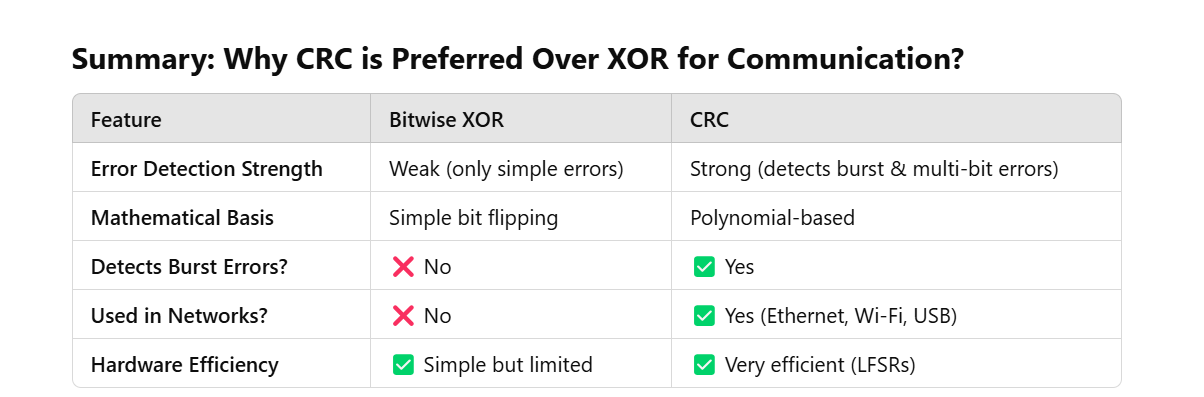 Summary: Why CRC is Preferred Over XOR for Communication?
Feature Bitwise XOR CRC
Error Detection Strength Weak (only simple errors) Strong (detects burst & multi-bit errors)
Mathematical Basis Simple bit flipping Polynomial-based
Detects Burst Errors? ❌ No ✅ Yes
Used in Networks? ❌ No ✅ Yes (Ethernet, Wi-Fi, USB)
Hardware Efficiency ✅ Simple but limited ✅ Very efficient (LFSRs)